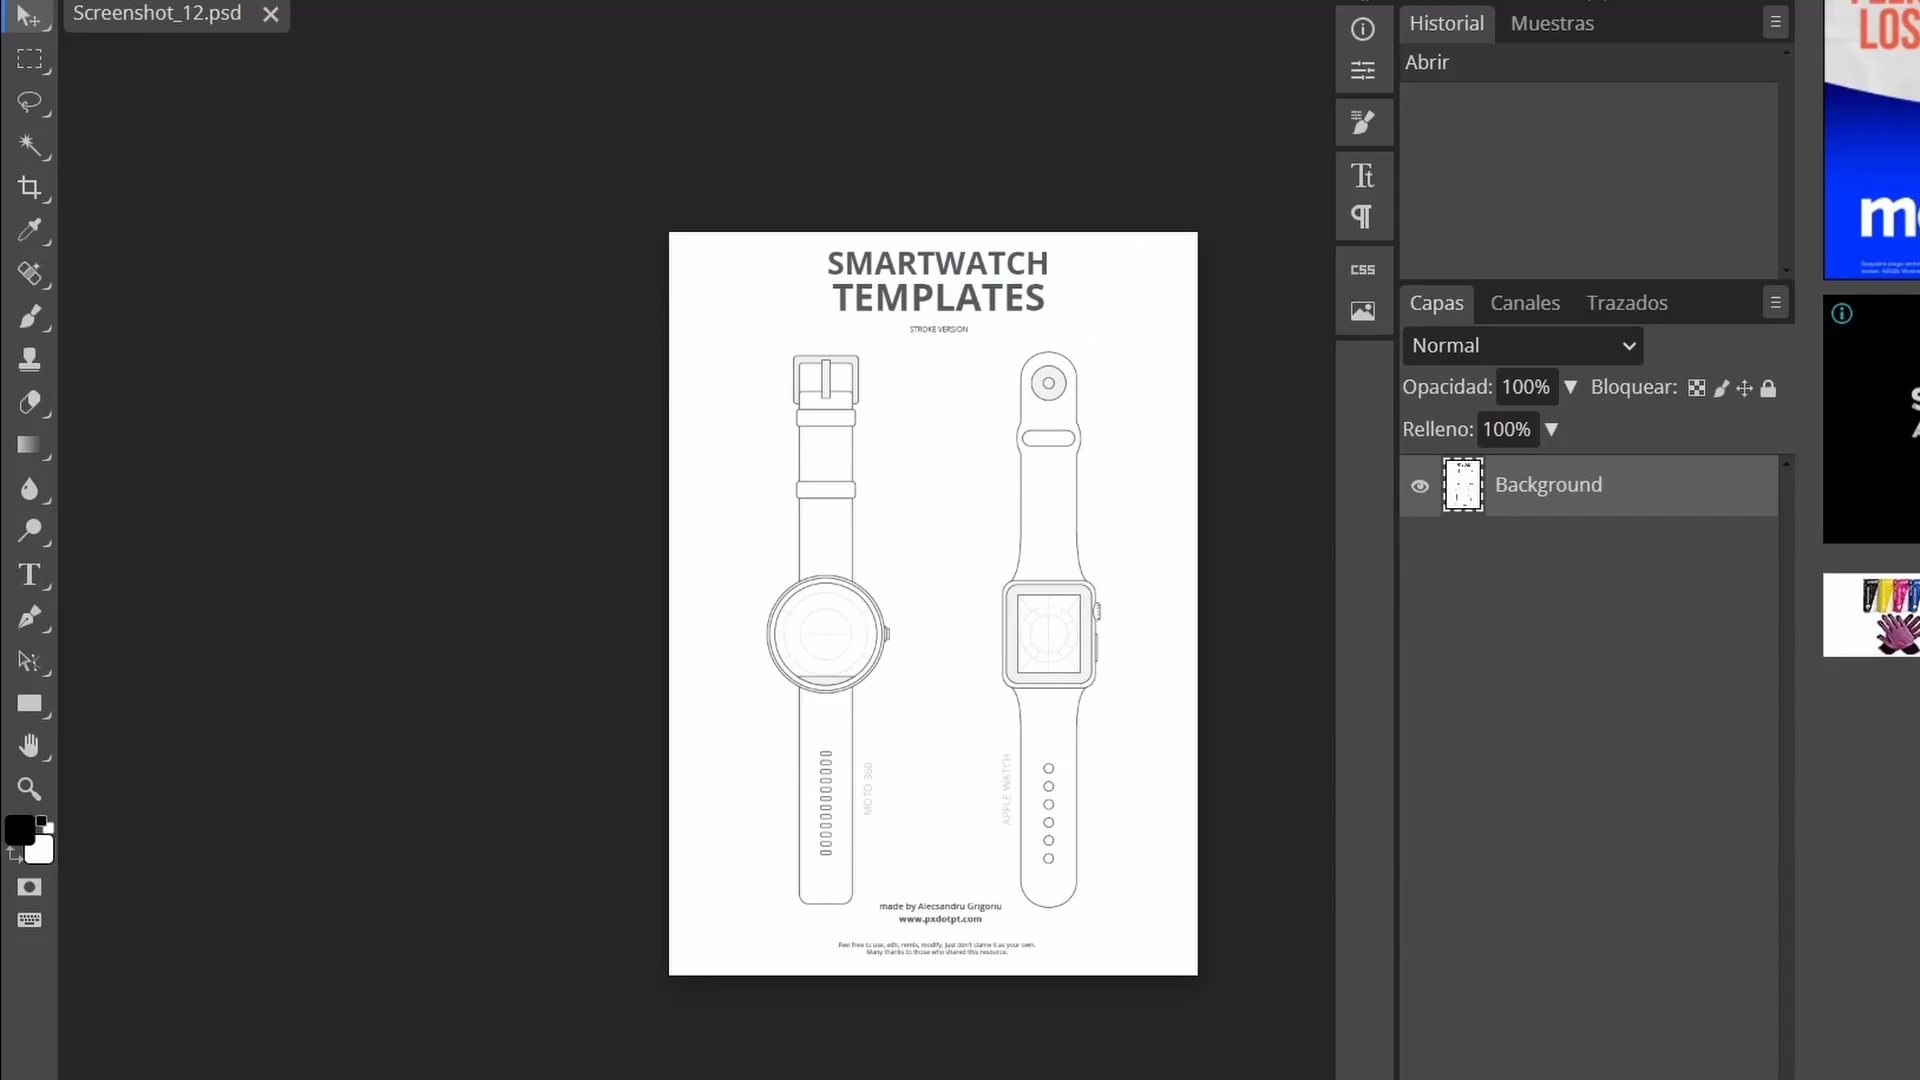 Screenshot_12.psd
Historial
Muestras
Abrir
css
Capas
Canales
Trazados
Normal
Opacidad: 100%
Bloquear:
Relleno: 100%
Background
SMARTWATCH
TEMPLATES
STROKE VERSION
MOTO 360
APPLE WATCH
made by Alecsandru Grigoriu
www.pxdotpt.com
Feel free to use, edit, remix, modify, just don't clame it as your own.
Many thanks to those who shared this resource.
LOS